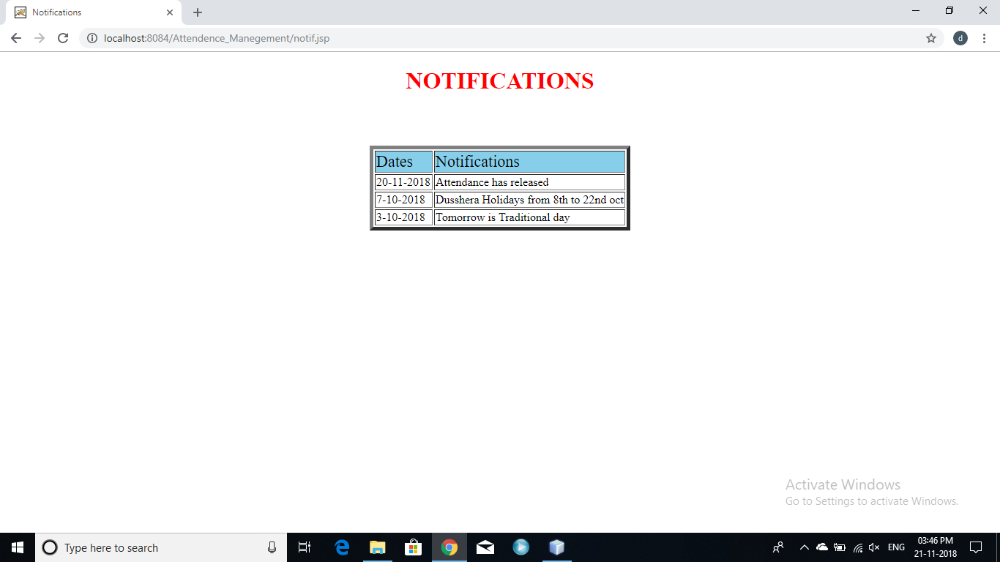 Notifications
localhost:8084/Attendence_Manegement/notif.jsp
d
NOTIFICATIONS
Dates Notifications
20-11-2018 Attendance has released
7-10-2018 Dusshera Holidays from 8th to 22nd oct
3-10-2018 Tomorrow is Traditional day
Activate Windows
Go to Settings to activate Windows.
Type here to search
ENG
03:46 PM
21-11-2018